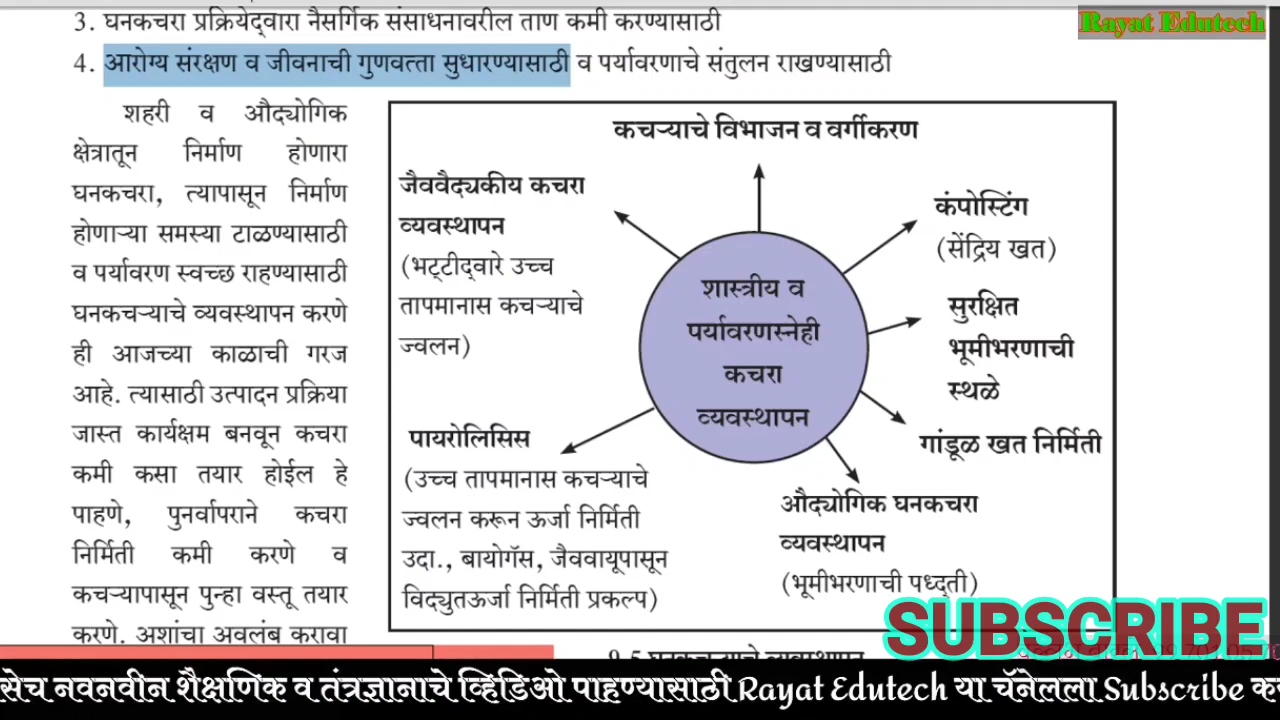 3. घनकचरा प्रक्रियेद्‌वारा नैसर्गिक संसाधनावरील ताण कमी करण्यासाठी
Rayat Edutech
4. आरोग्य संरक्षण व जीवनाची गुणवत्ता सुधारण्यासाठी व पर्यावरणाचे संतुलन राखण्यासाठी
शहरी व औद्योगिक
क्षेत्रातून निर्माण होणारा
घनकचरा, त्यापासून निर्माण
होणाऱ्या समस्या टाळण्यासाठी
व पर्यावरण स्वच्छ राहण्यासाठी
घनकचऱ्याचे व्यवस्थापन करणे
ही आजच्या काळाची गरज
आहे. त्यासाठी उत्पादन प्रक्रिया
जास्त कार्यक्षम बनवून कचरा
कमी कसा तयार होईल हे
पाहणे, पुनर्वापराने कचरा
निर्मिती कमी करणे व
कचऱ्यापासून पुन्हा वस्तू तयार
करणे. अशांचा अवलंब करावा
कचऱ्याचे विभाजन व वर्गीकरण
जैववैद्यकीय कचरा
व्यवस्थापन
(भट्‌टीद्‌वारे उच्च
तापमानास कचऱ्याचे
ज्वलन)
कंपोस्टिंग
(सेंद्रिय खत)
सुरक्षित
भूमीभरणाची
स्थळे
शास्त्रीय व
पर्यावरणस्नेही
कचरा
व्यवस्थापन
गांडूळ खत निर्मिती
पायरोलिसिस
(उच्च तापमानास कचऱ्याचे
ज्वलन करून ऊर्जा निर्मिती
उदा., बायोगॅस, जैववायूपासून
विद्युतऊर्जा निर्मिती प्रकल्प)
औद्योगिक घनकचरा
व्यवस्थापन
(भूमीभरणाची पध्द्ती)
SUBSCRIBE
9.5 घनकचऱ्याचे व्यवस्थापन
सेच नवनवीन शैक्षणिक व तंत्रज्ञानाचे व्हिडिओ पाहण्यासाठी Rayat Edutech या चॅनेलला Subscribe क